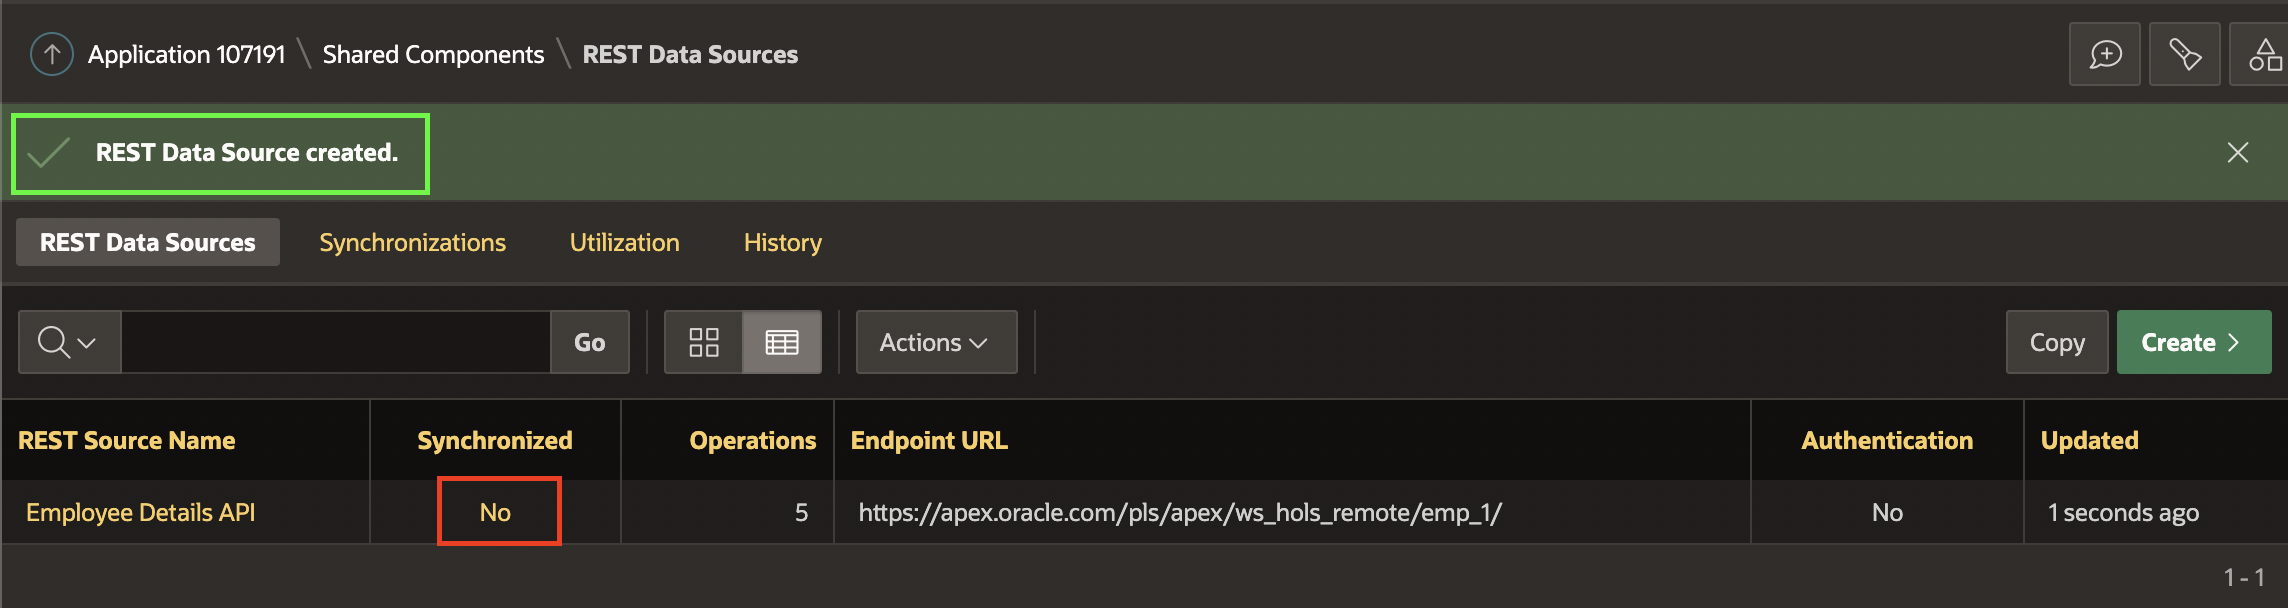 Application 107191 \ Shared Components \ REST Data Sources
REST Data Source created.
REST Data Sources Synchronizations Utilization History
Go Actions Copy Create
REST Source Name Synchronized Operations Endpoint URL Authentication Updated
Employee Details API No 5 https://apex.oracle.com/pls/apex/ws_hols_remote/emp_1/ No 1 seconds ago
1 - 1